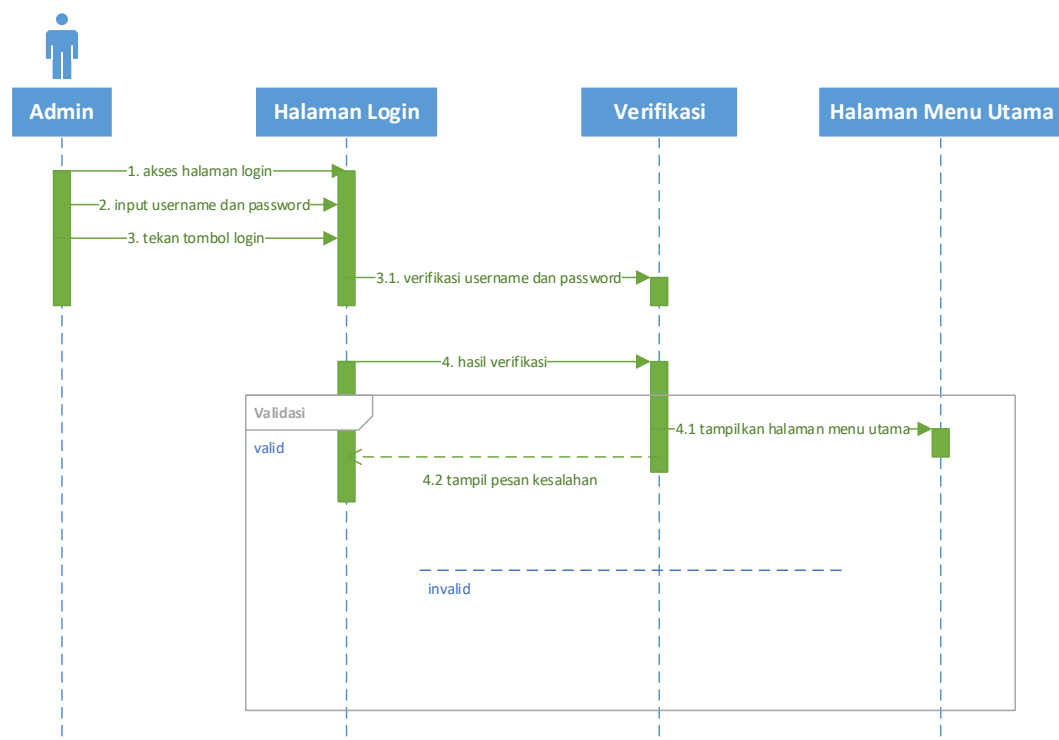 Admin
Halaman Login
Verifikasi
Halaman Menu Utama
1. akses halaman login
2. input username dan password
3. tekan tombol login
3.1. verifikasi username dan password
4. hasil verifikasi
Validasi
4.1 tampilkan halaman menu utama
valid
4.2 tampil pesan kesalahan
invalid